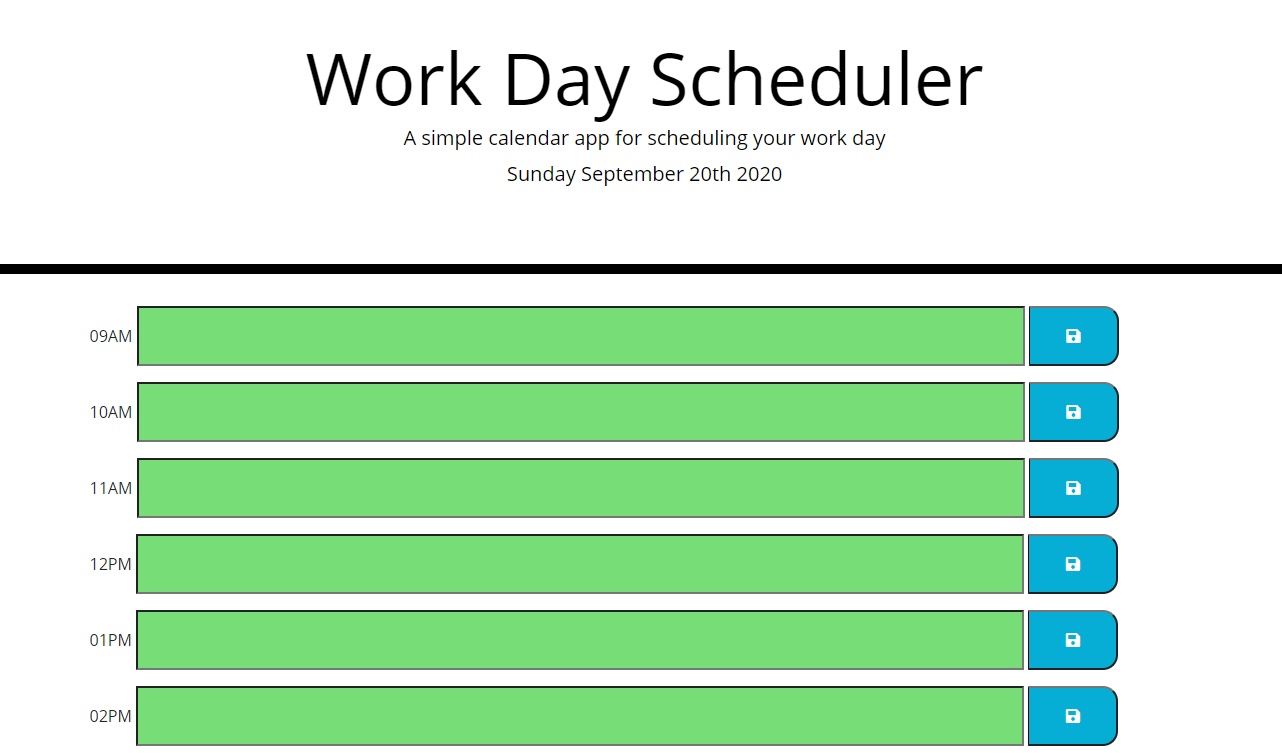 Work Day Scheduler
A simple calendar app for scheduling your work day
Sunday September 20th 2020
09AM
10AM
11AM
12PM
01PM
02PM